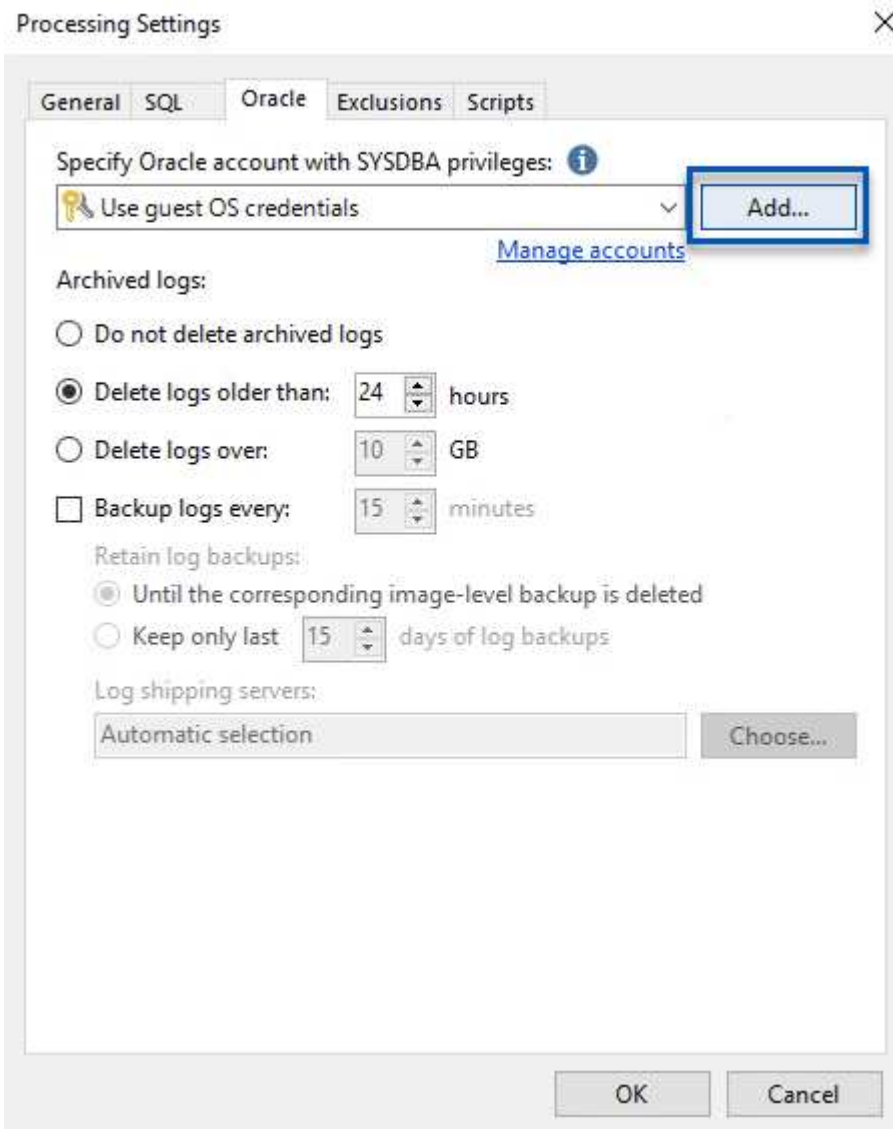 Processing Settings
General SQL Oracle Exclusions Scripts
Specify Oracle account with SYSDBA privileges:
Use guest OS credentials Add...
Manage accounts
Archived logs:
Do not delete archived logs
Delete logs older than: 24 hours
Delete logs over: 10 GB
Backup logs every: 15 minutes
Retain log backups:
Until the corresponding image-level backup is deleted
Keep only last 15 days of log backups
Log shipping servers:
Automatic selection Choose...
OK Cancel